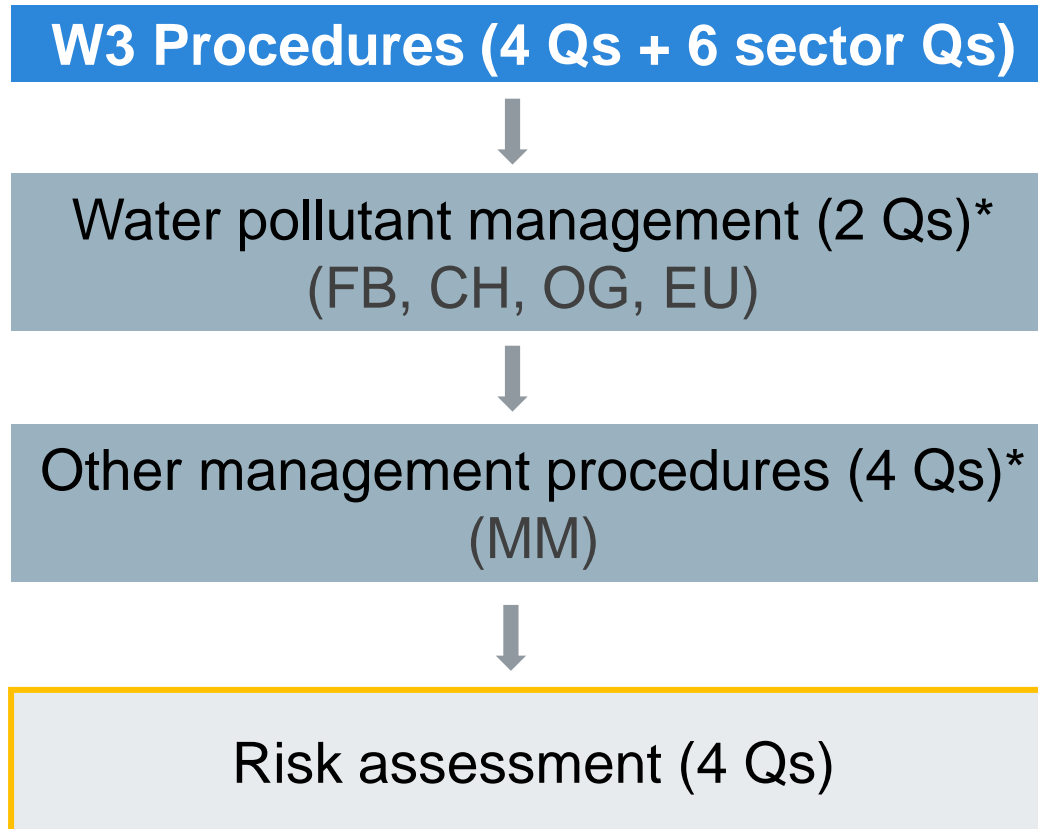 W3 Procedures (4 Qs + 6 sector Qs)
Water pollutant management (2 Qs)*
(FB, CH, OG, EU)
Other management procedures (4 Qs)*
(MM)
Risk assessment (4 Qs)